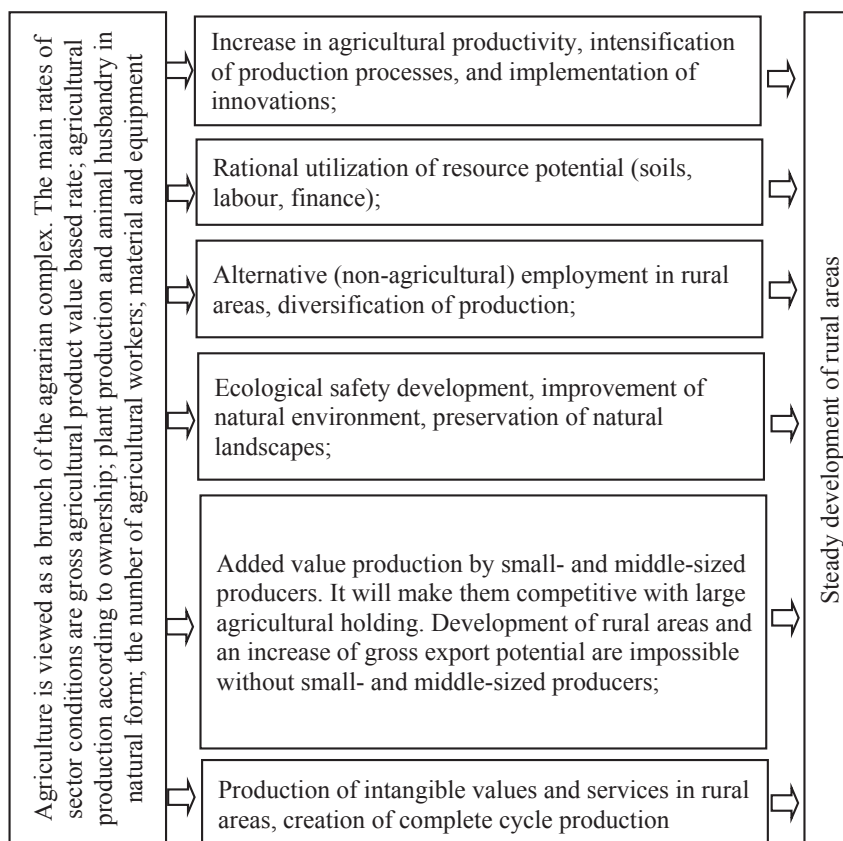 Agriculture is viewed as a brunch of the agrarian complex. The main rates of
sector conditions are gross agricultural product value based rate; agricultural
production according to ownership; plant production and animal husbandry in
natural form; the number of agricultural workers; material and equipment
Increase in agricultural productivity, intensification
of production processes, and implementation of
innovations;
Rational utilization of resource potential (soils,
labour, finance);
Alternative (non-agricultural) employment in rural
areas, diversification of production;
Ecological safety development, improvement of
natural environment, preservation of natural
landscapes;
Added value production by small- and middle-sized
producers. It will make them competitive with large
agricultural holding. Development of rural areas and
an increase of gross export potential are impossible
without small- and middle-sized producers;
Production of intangible values and services in rural
areas, creation of complete cycle production
Steady development of rural areas